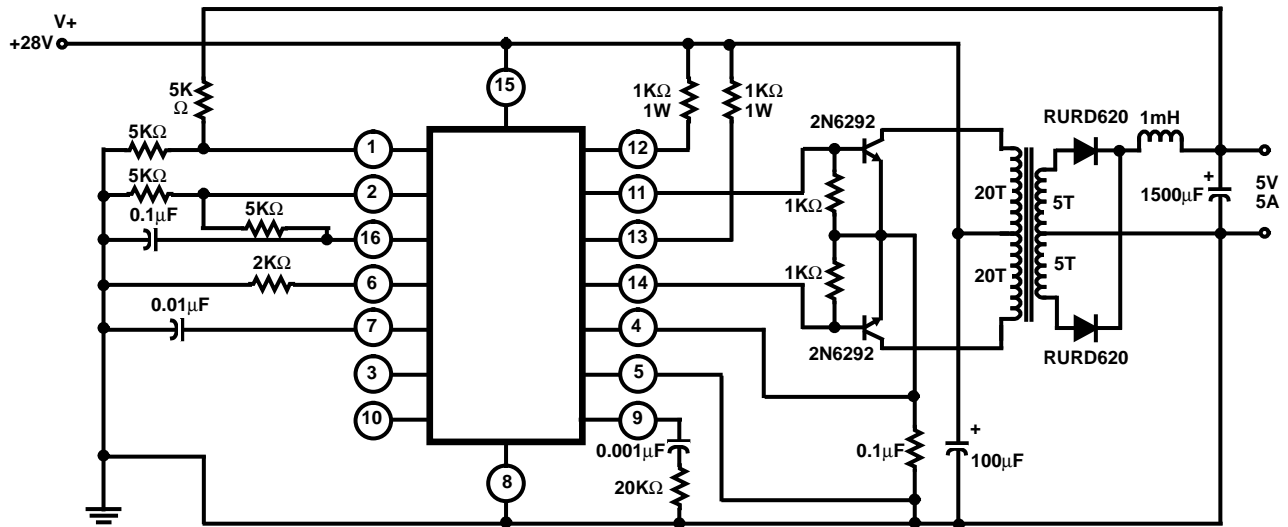 V+
+28V
5K
Ω
15
1KΩ
1W
1KΩ
1W
2N6292
RURD620
1mH
5KΩ
1
12
5KΩ
2
11
20T
5T
+
1500μF
5V
5A
1KΩ
0.1μF
5KΩ
16
13
2KΩ
6
14
1KΩ
20T
5T
0.01μF
7
4
2N6292
RURD620
3
5
10
9
0.001μF
0.1μF
+
100μF
8
20KΩ